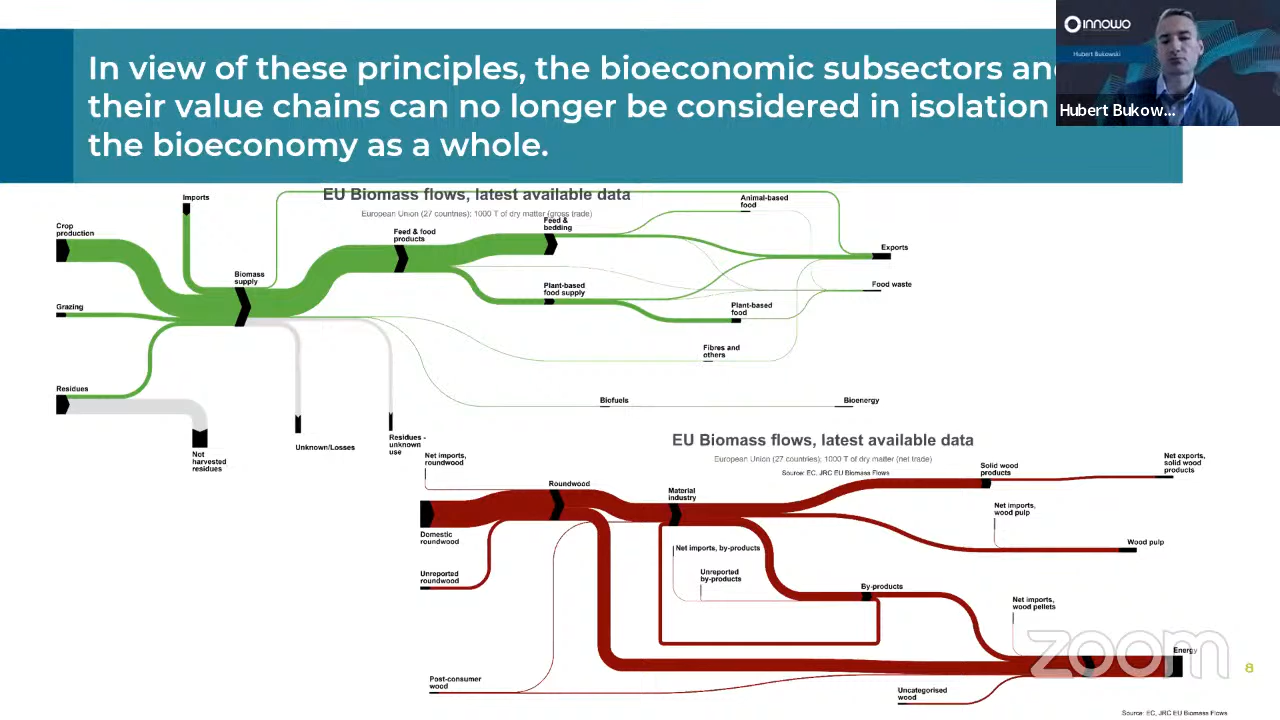 In view of these principles, the bioeconomic subsectors and
their value chains can no longer be considered in isolation
the bioeconomy as a whole.
innowo
Hubert Bukowski
Hubert Bukow...
EU Biomass flows, latest available data
European Union (27 countries); 1000 T of dry matter (gross trade)
Imports
Crop
production
Biomass
supply
Feed & food
products
Feed &
bedding
Animal-based
food
Exports
Food waste
Grazing
Plant-based
food supply
Plant-based
food
Fibres and
others
Residues
Biofuels
Bioenergy
Not
harvested
residues
Unknown/Losses
Residues -
unknown
use
EU Biomass flows, latest available data
European Union (27 countries); 1000 T of dry matter (net trade)
Source: EC, JRC EU Biomass Flows
Net imports,
roundwood
Roundwood
Material
industry
Solid wood
products
Net exports,
solid wood
products
Domestic
roundwood
Net imports,
wood pulp
Wood pulp
Unreported
roundwood
Net imports, by-products
Unreported
by-products
By-products
Net imports,
wood pellets
zoom
Energy
8
Post-consumer
wood
Uncategorised
wood
Source: EC, JRC EU Biomass Flows